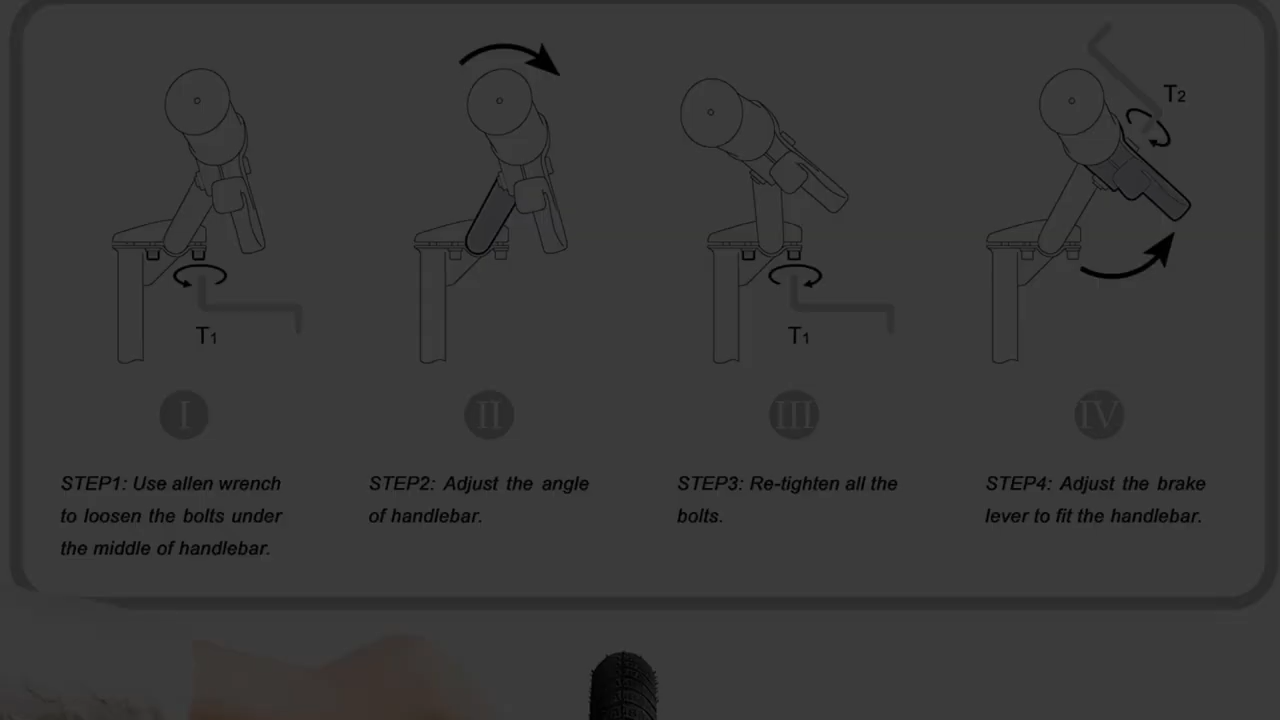 T2
T1
T1
I
II
III
IV
STEP1: Use allen wrench
to loosen the bolts under
the middle of handlebar.
STEP2: Adjust the angle
of handlebar.
STEP3: Re-tighten all the
bolts.
STEP4: Adjust the brake
lever to fit the handlebar.